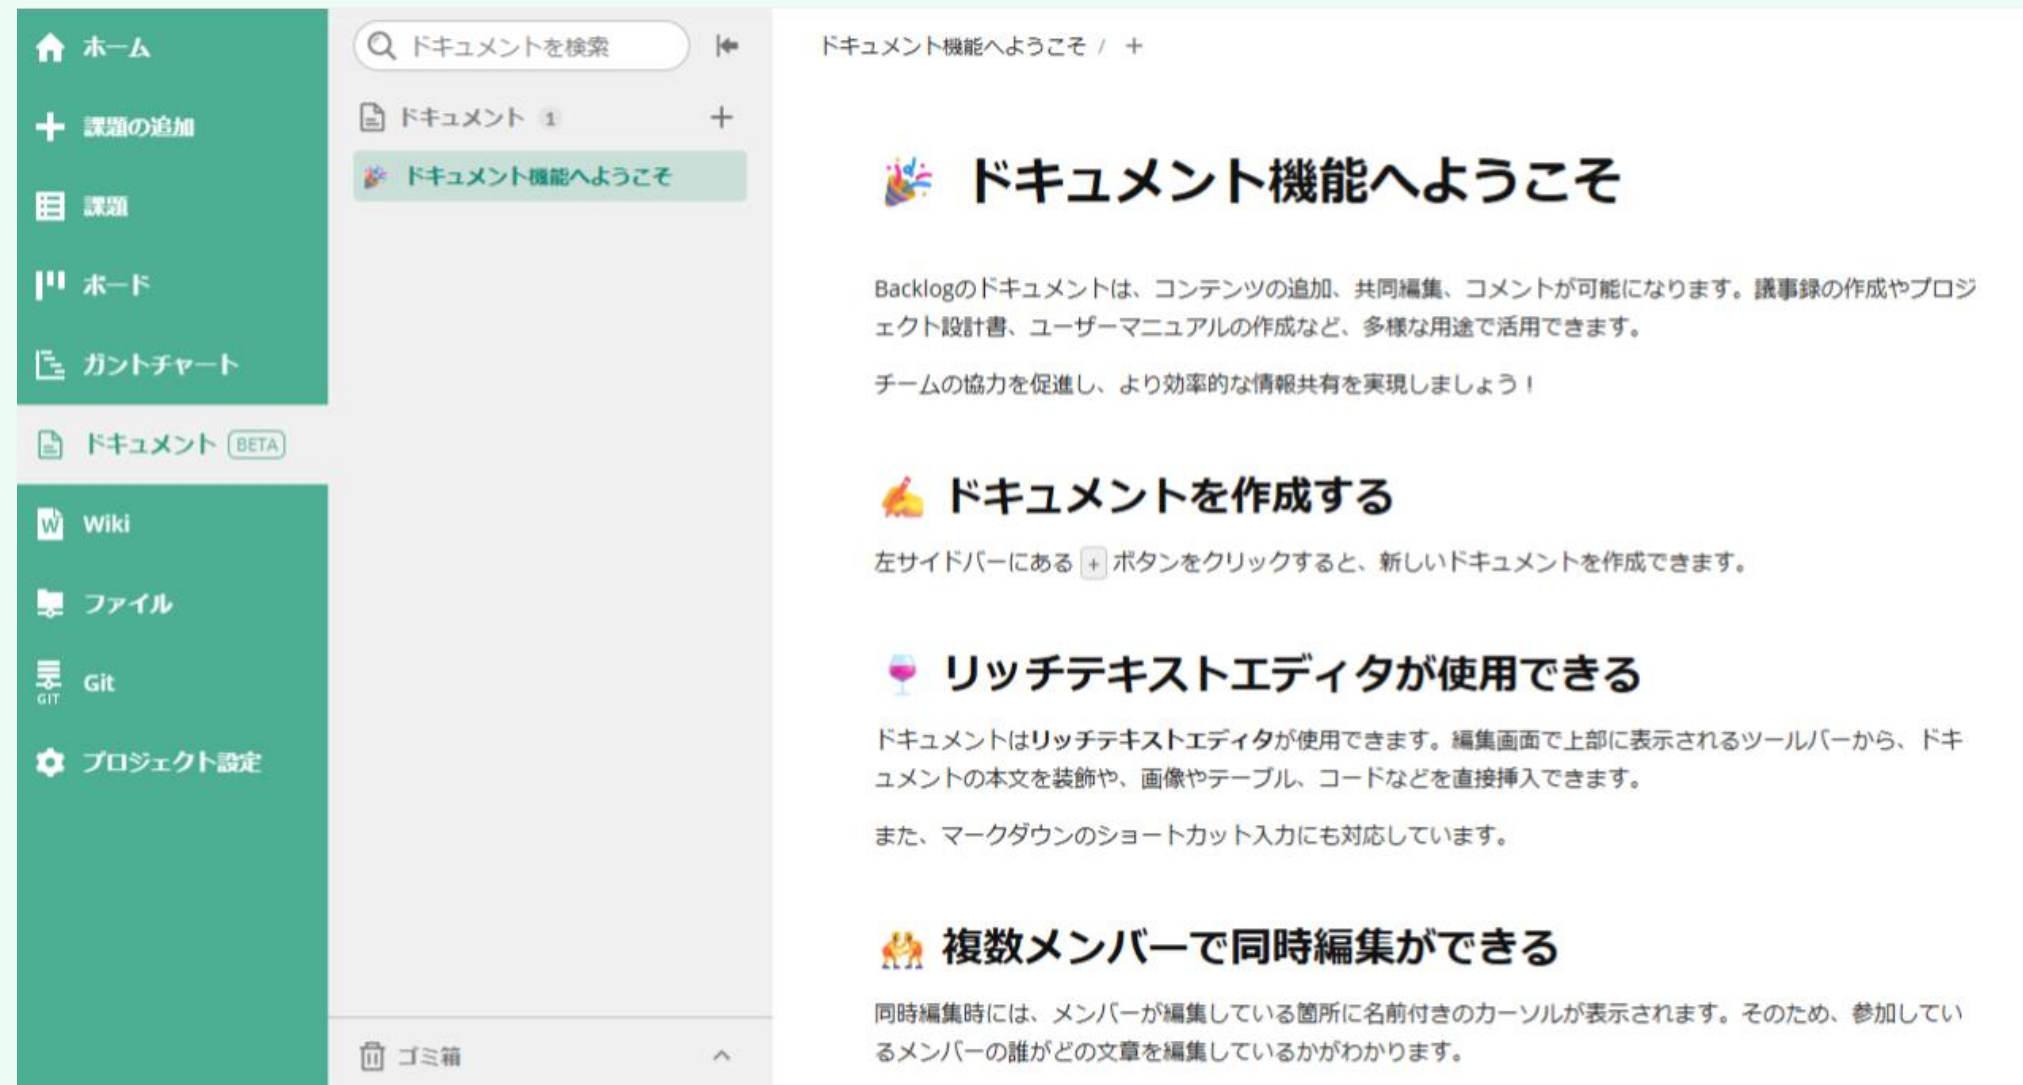 ホーム
課題の追加
課題
ボード
ガントチャート
ドキュメント BETA
Wiki
ファイル
GIT Git
プロジェクト設定
ドキュメントを検索
ドキュメント 1
ドキュメント機能へようこそ
ゴミ箱
ドキュメント機能へようこそ / +
ドキュメント機能へようこそ
Backlogのドキュメントは、コンテンツの追加、共同編集、コメントが可能になります。議事録の作成やプロジ
ェクト設計書、ユーザーマニュアルの作成など、多様な用途で活用できます。
チームの協力を促進し、より効率的な情報共有を実現しましょう！
ドキュメントを作成する
左サイドバーにある + ボタンをクリックすると、新しいドキュメントを作成できます。
リッチテキストエディタが使用できる
ドキュメントはリッチテキストエディタが使用できます。編集画面で上部に表示されるツールバーから、ドキ
ュメントの本文を装飾や、画像やテーブル、コードなどを直接挿入できます。
また、マークダウンのショートカット入力にも対応しています。
複数メンバーで同時編集ができる
同時編集時には、メンバーが編集している箇所に名前付きのカーソルが表示されます。そのため、参加してい
るメンバーの誰がどの文章を編集しているかがわかります。